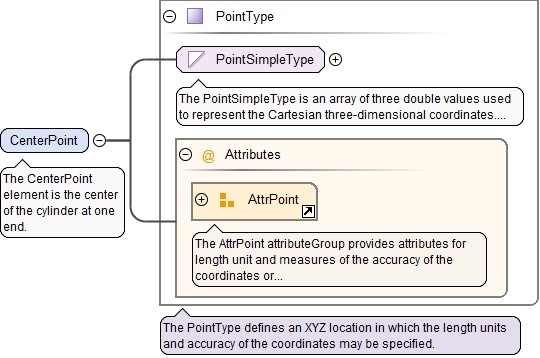 PointType
PointSimpleType
The PointSimpleType is an array of three double values used
to represent the Cartesian three-dimensional coordinates....
CenterPoint
The CenterPoint
element is the center
of the cylinder at one
end.
@ Attributes
AttrPoint
The AttrPoint attributeGroup provides attributes for
length unit and measures of the accuracy of the
coordinates or...
The PointType defines an XYZ location in which the length units
and accuracy of the coordinates may be specified.